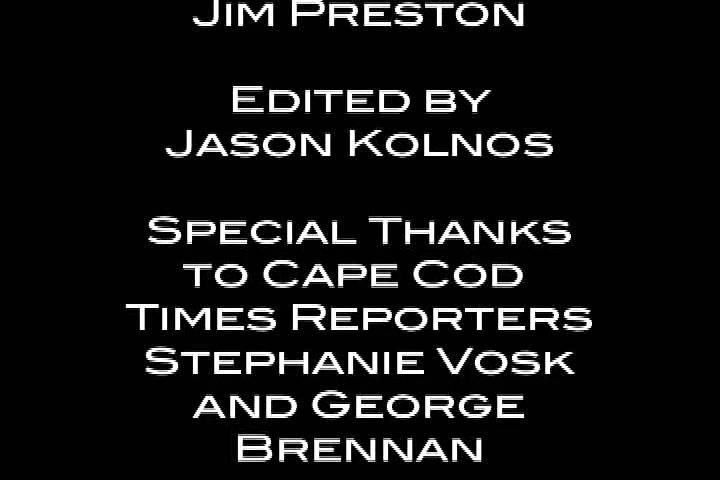 Jim Preston
Edited by
Jason Kolnos
Special Thanks
to Cape Cod
Times Reporters
Stephanie Vosk
and George
Brennan